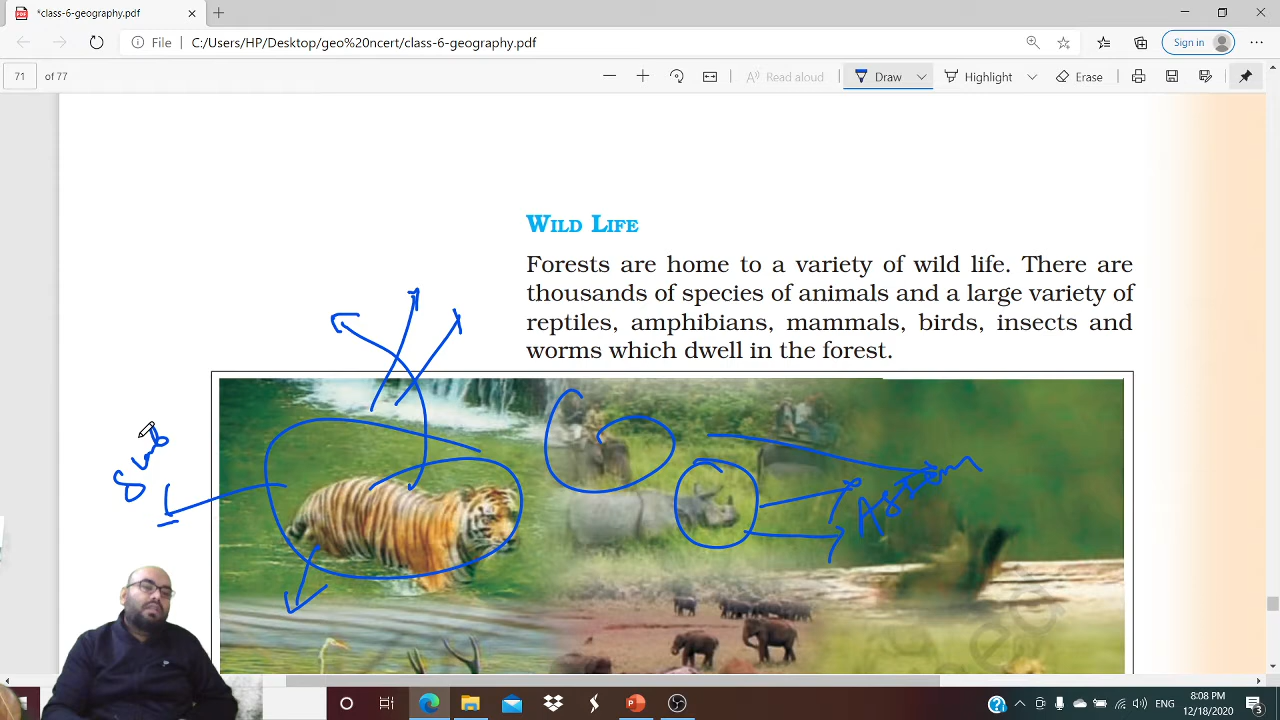 *class-6-geography.pdf
File
C:/Users/HP/Desktop/geo%20ncert/class-6-geography.pdf
Sign in
71 of 77
Read aloud
Draw
Highlight
Erase
WILD LIFE
Forests are home to a variety of wild life. There are
thousands of species of animals and a large variety of
reptiles, amphibians, mammals, birds, insects and
worms which dwell in the forest.
ENG
8:08 PM
12/18/2020
3